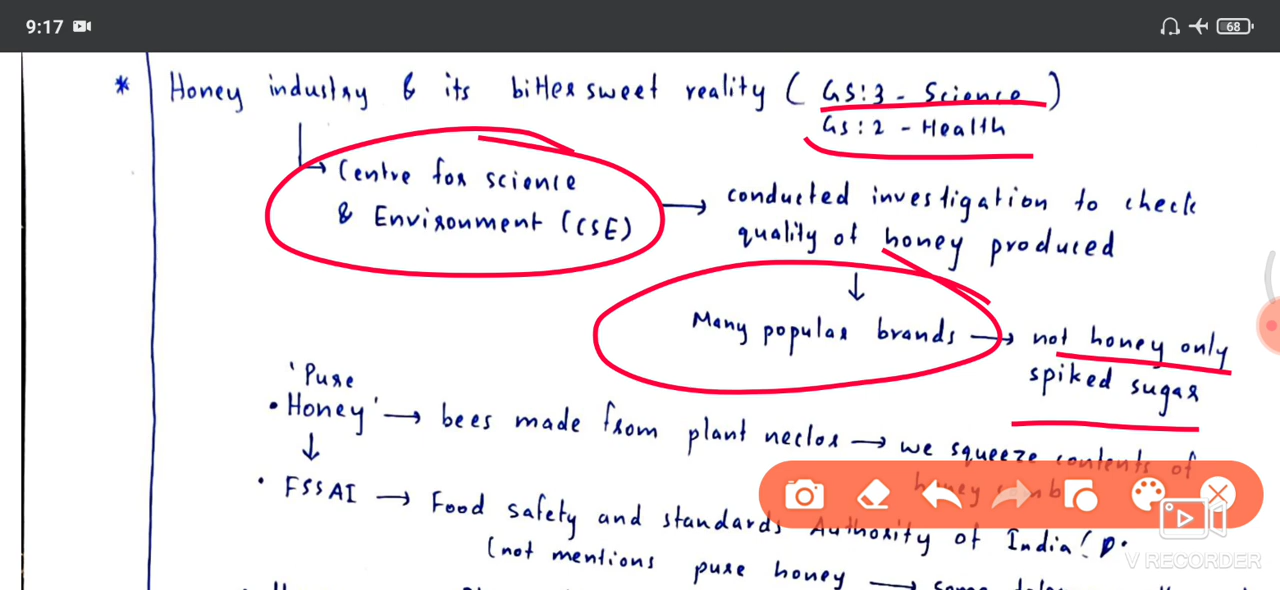 9:17
68
* Honey industry & its bitter sweet reality ( GS:3 - Science )
GS:2 - Health
Centre for science
& Environment (CSE)
→ conducted investigation to check
quality of honey produced
↓
Many popular brands → not honey only
spiked sugar
'Pure
• Honey' → bees made from plant nectar → we squeeze contents of
↓
• FSSAI → Food safety and standards Authority of India
(not mentions pure honey →
V RECORDER